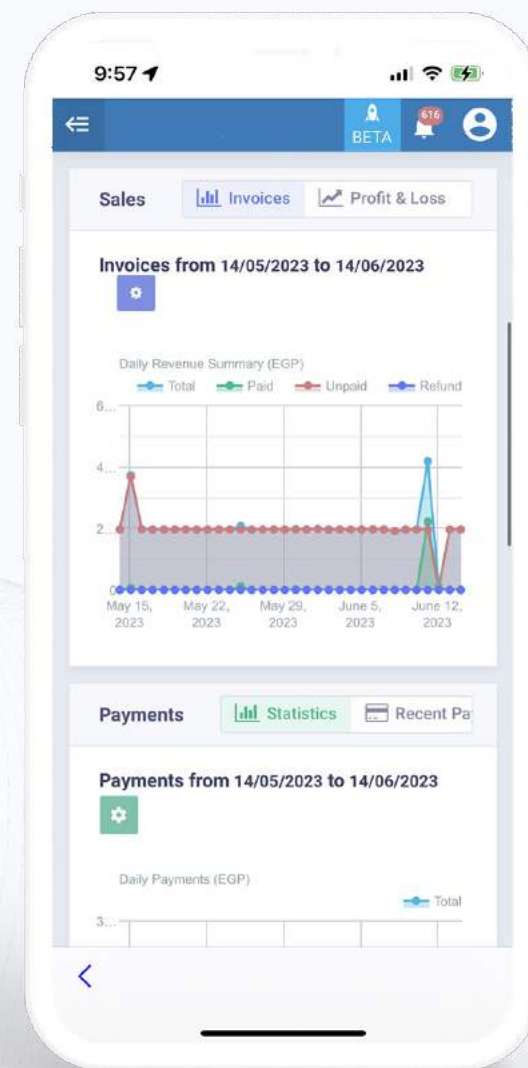 9:57
BETA
616
Sales
Invoices
Profit & Loss
Invoices from 14/05/2023 to 14/06/2023
Daily Revenue Summary (EGP)
Total Paid Unpaid Refund
6...
4...
2...
0
May 15, 2023
May 22, 2023
May 29, 2023
June 5, 2023
June 12, 2023
Payments
Statistics
Recent Pa
Payments from 14/05/2023 to 14/06/2023
Daily Payments (EGP)
Total
3...